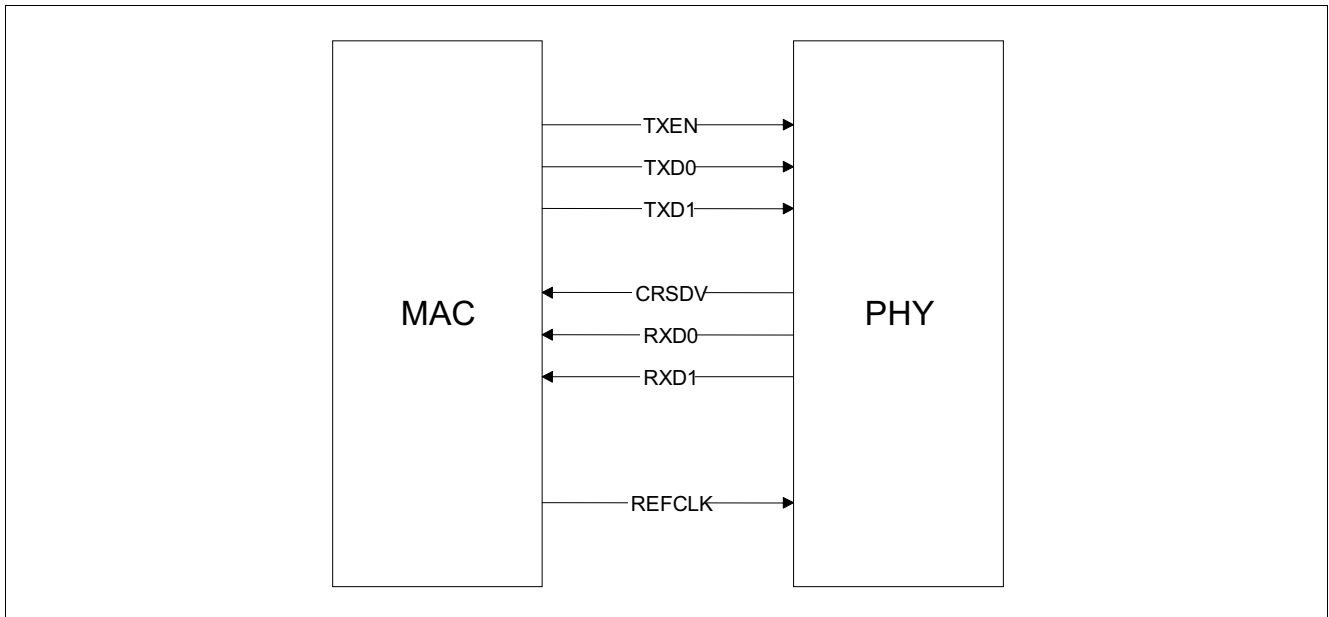 TXEN
TXD0
TXD1
CRSDV
MAC
PHY
RXD0
RXD1
REFCLK